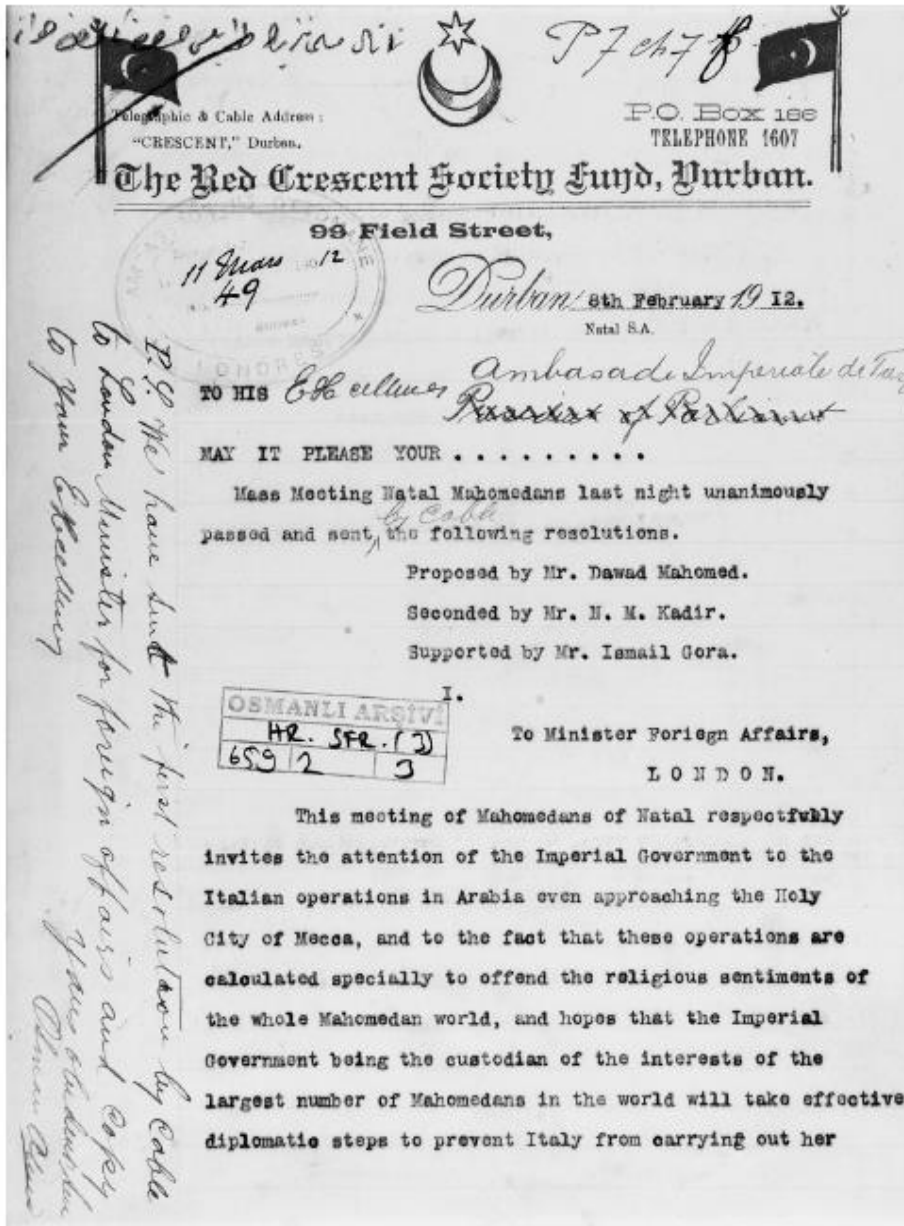 P 7 ch 7
Telegraphic & Cable Address:
"CRESCENT," Durban.
P.O. Box 186
TELEPHONE 1607
The Red Crescent Society Fund, Durban.
99 Field Street,
11 Mars 12
49
Durban 8th February 1912.
Natal S.A.
Ambasade Imperiale de
TO HIS Excellency
MAY IT PLEASE YOUR . . . . . . . . .
Mass Meeting Natal Mahomedans last night unanimously
by cable
passed and sent the following resolutions.
Proposed by Mr. Dawad Mahomed.
Seconded by Mr. N. M. Kadir.
Supported by Mr. Ismail Gora.
I.
OSMANLI ARŞİVİ
HR. SFR. (3)
659 2 3
To Minister Foriegn Affairs,
LONDON.
This meeting of Mahomedans of Natal respectfully
invites the attention of the Imperial Government to the
Italian operations in Arabia even approaching the Holy
City of Mecca, and to the fact that these operations are
calculated specially to offend the religious sentiments of
the whole Mahomedan world, and hopes that the Imperial
Government being the custodian of the interests of the
largest number of Mahomedans in the world will take effective
diplomatic steps to prevent Italy from carrying out her
P.S. We have sent the first resolution by Cable
to London Minister for foreign affairs and Copy
to your Excellency